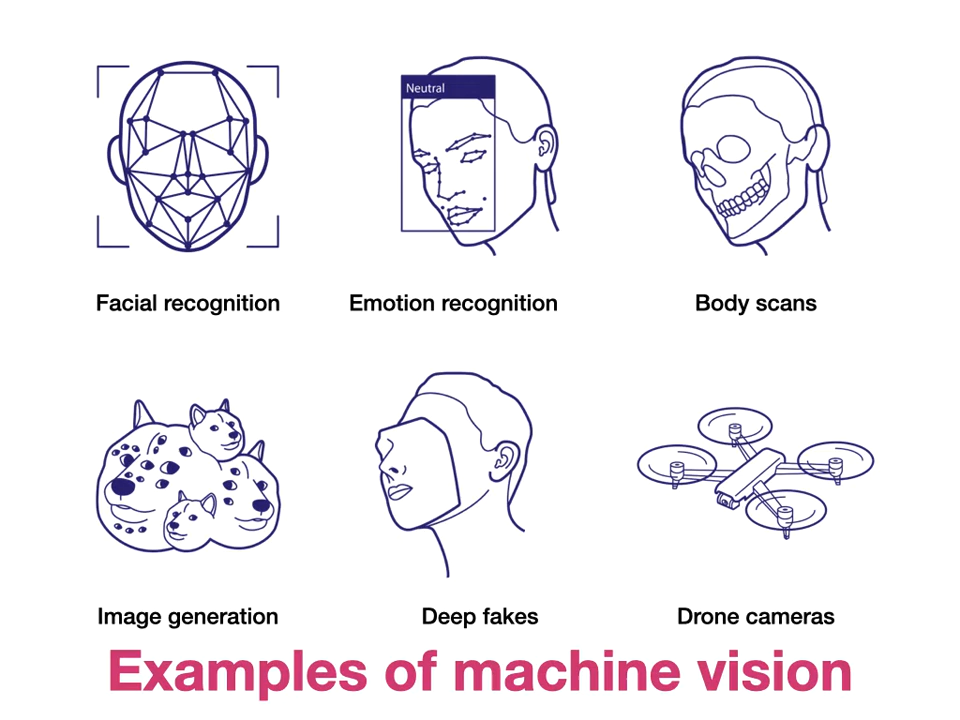 Neutral
Facial recognition
Emotion recognition
Body scans
Image generation
Deep fakes
Drone cameras
Examples of machine vision